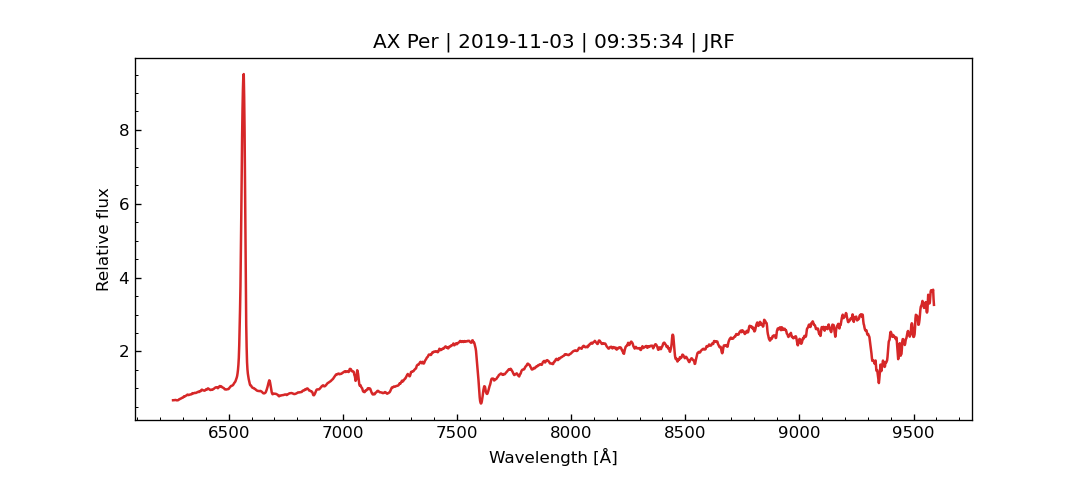 AX Per | 2019-11-03 | 09:35:34 | JRF
Relative flux
8
6
4
2
6500 7000 7500 8000 8500 9000 9500
Wavelength [Å]